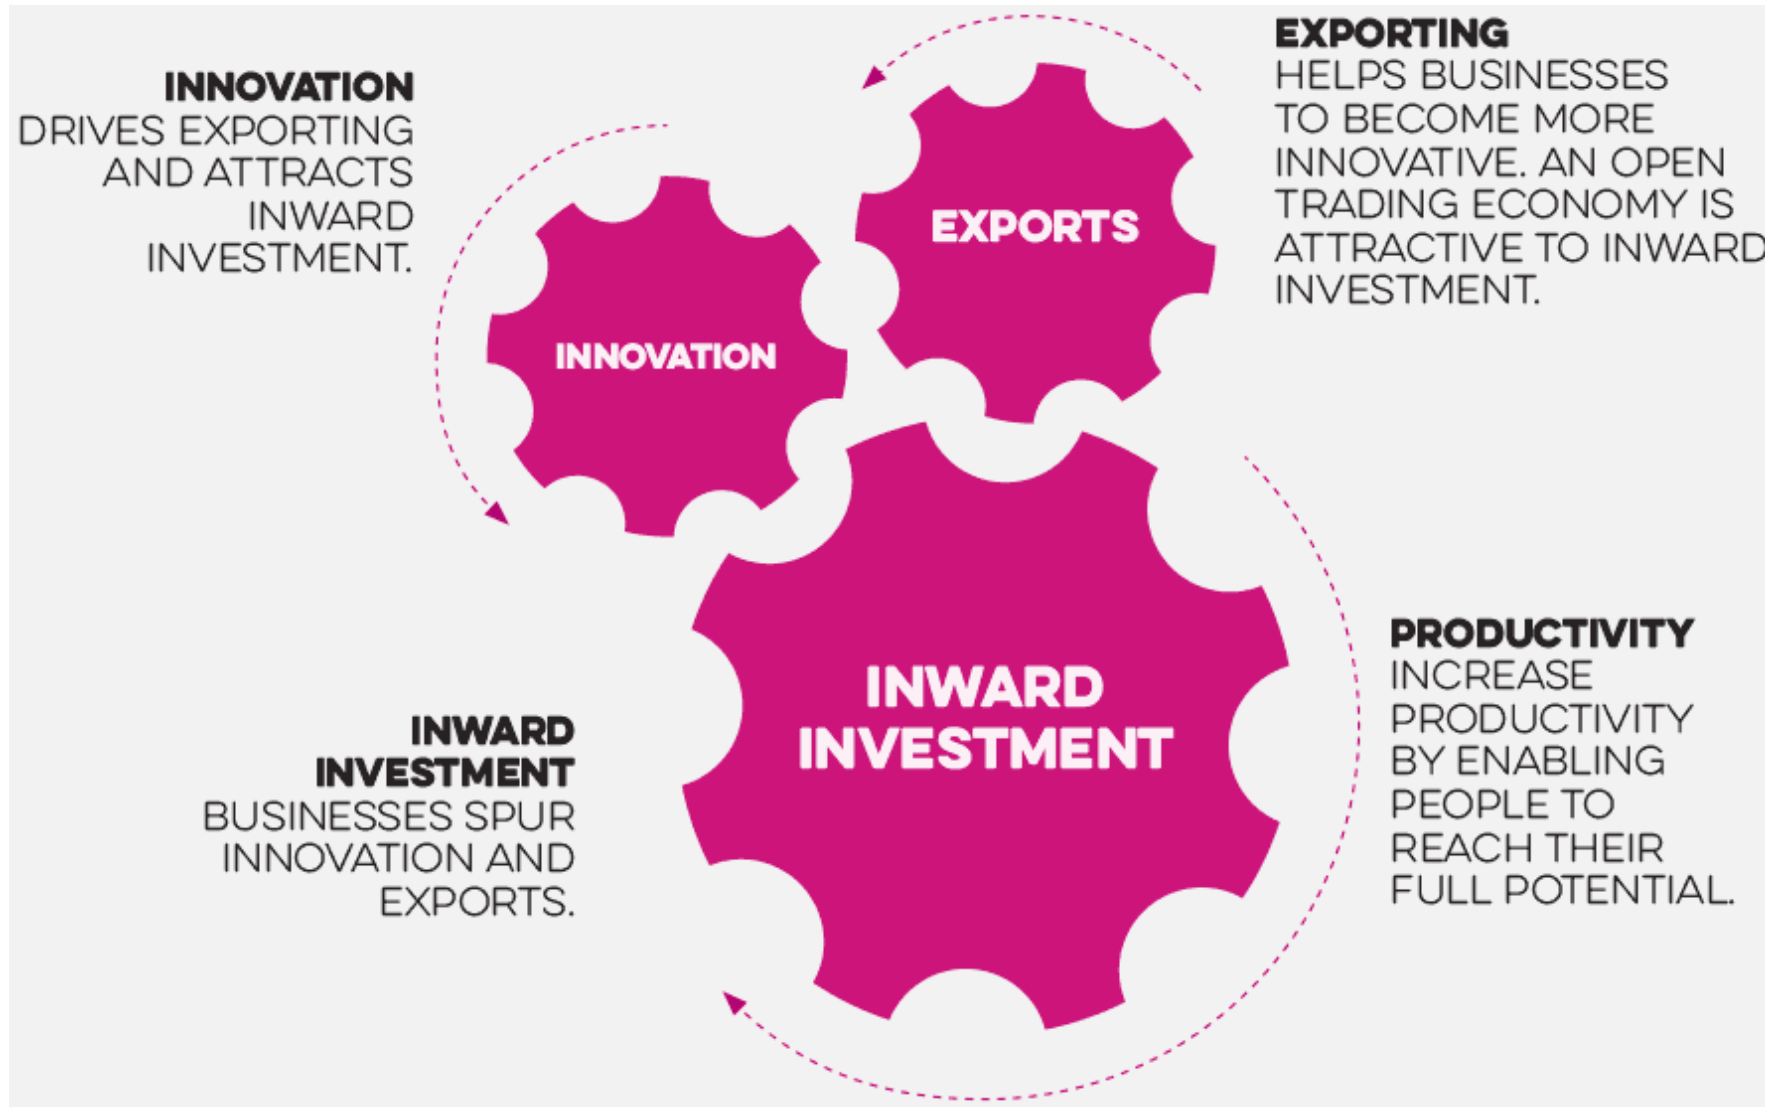 INNOVATION
DRIVES EXPORTING
AND ATTRACTS
INWARD
INVESTMENT.
EXPORTING
HELPS BUSINESSES
TO BECOME MORE
INNOVATIVE. AN OPEN
TRADING ECONOMY IS
ATTRACTIVE TO INWARD
INVESTMENT.
EXPORTS
INNOVATION
INWARD
INVESTMENT
INWARD
INVESTMENT
BUSINESSES SPUR
INNOVATION AND
EXPORTS.
PRODUCTIVITY
INCREASE
PRODUCTIVITY
BY ENABLING
PEOPLE TO
REACH THEIR
FULL POTENTIAL.